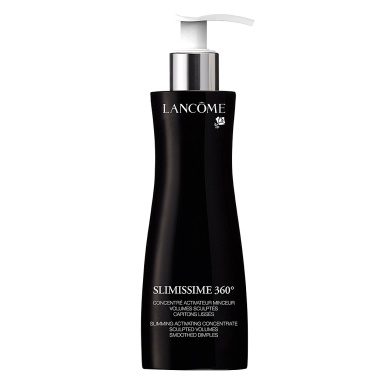 LANCÔME
SLIMISSIME 360°
CONCENTRÉ ACTIVATEUR MINCEUR
VOLUMES SCULPTÉS
CAPITONS LISSÉS
SLIMMING ACTIVATING CONCENTRATE
SCULPTED VOLUMES
SMOOTHED DIMPLES